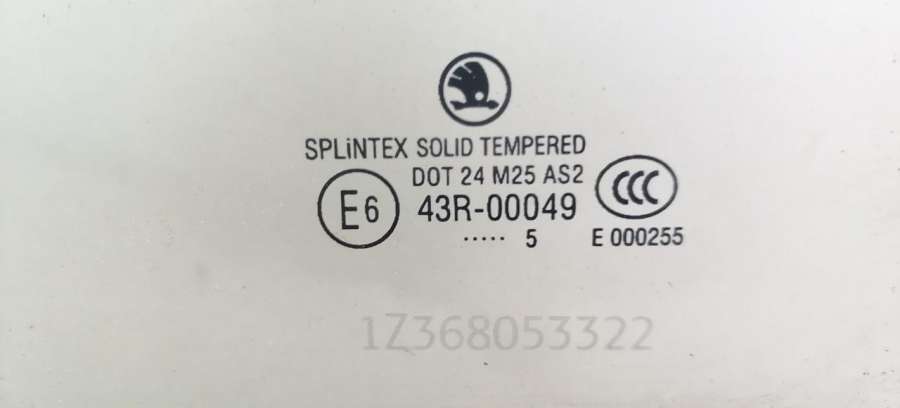 SPLiNTEX SOLID TEMPERED
DOT 24 M25 AS2
E6 43R-00049 CCC
..... 5 E 000255
1Z368053322